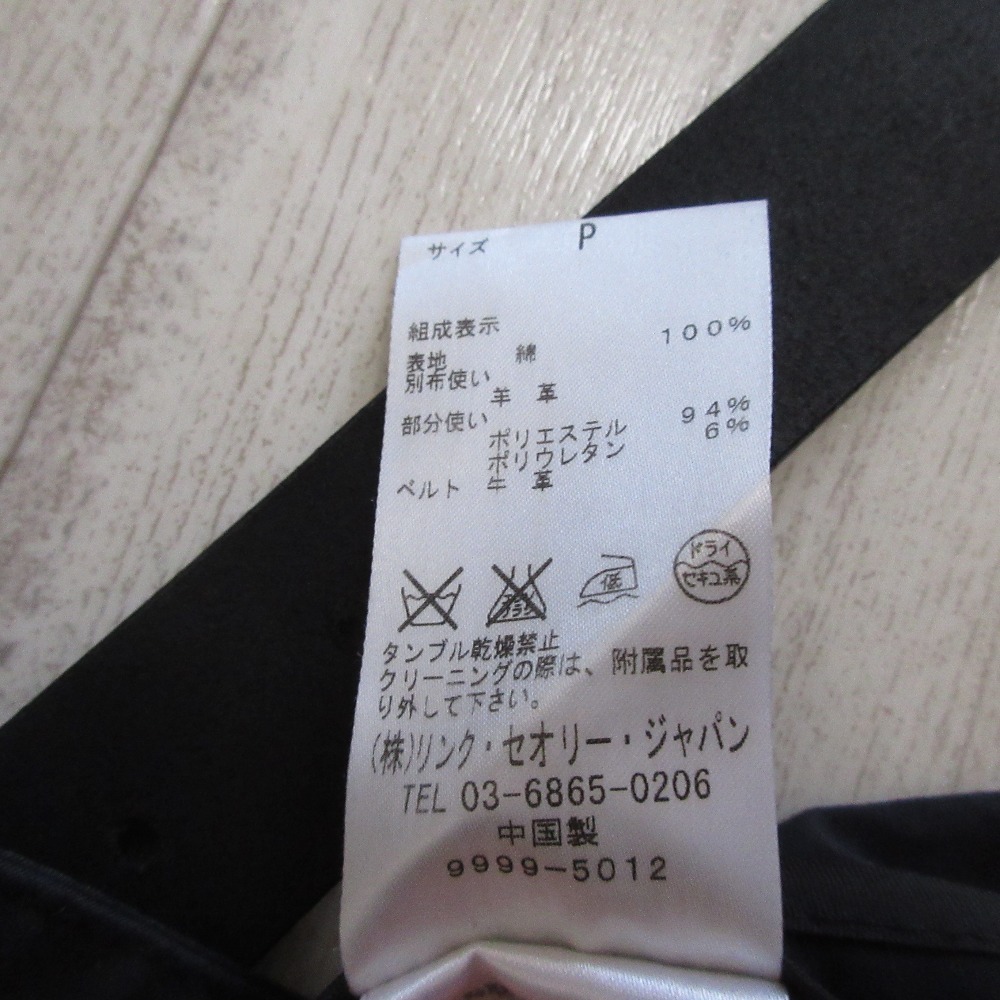 サイズ P
組成表示
表地 綿 100%
別布使い
羊 革
部分使い
ポリエステル 94%
ポリウレタン 6%
ベルト 牛 革
低
ドライ
セキユ系
タンブル乾燥禁止
クリーニングの際は、附属品を取
り外して下さい。
(株)リンク・セオリー・ジャパン
TEL 03-6865-0206
中国製
9999-5012